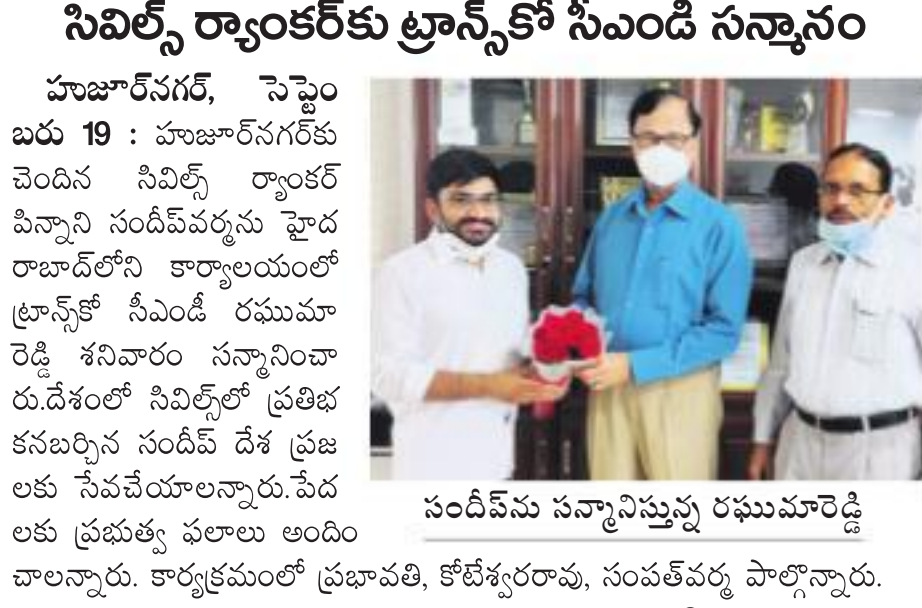 సివిల్స్ ర్యాంకర్‌కు ట్రాన్స్‌కో సీఎండి సన్మానం
హుజూర్‌నగర్, సెప్టెం
బరు 19 : హుజూర్‌నగర్‌కు
చెందిన సివిల్స్ ర్యాంకర్
పిన్నాని సందీప్‌వర్మను హైద
రాబాద్‌లోని కార్యాలయంలో
ట్రాన్స్‌కో సీఎండీ రఘుమా
రెడ్డి శనివారం సన్మానించా
రు.దేశంలో సివిల్స్‌లో ప్రతిభ
కనబర్చిన సందీప్ దేశ ప్రజ
లకు సేవచేయాలన్నారు.పేద
లకు ప్రభుత్వ ఫలాలు అందిం
చాలన్నారు. కార్యక్రమంలో ప్రభావతి, కోటేశ్వరరావు, సంపత్‌వర్మ పాల్గొన్నారు.
సందీప్‌ను సన్మానిస్తున్న రఘుమారెడ్డి